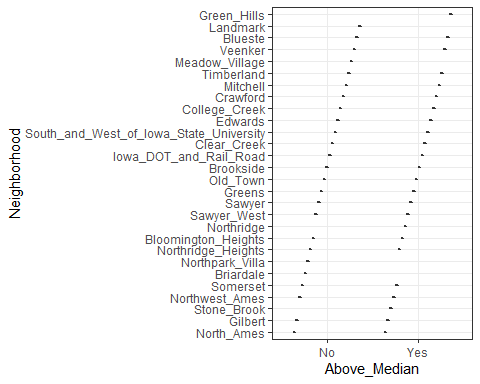 Green_Hills
Landmark
Blueste
Veenker
Meadow_Village
Timberland
Mitchell
Crawford
College_Creek
Edwards
South_and_West_of_Iowa_State_University
Clear_Creek
Iowa_DOT_and_Rail_Road
Brookside
Old_Town
Greens
Sawyer
Sawyer_West
Northridge
Bloomington_Heights
Northridge_Heights
Northpark_Villa
Briardale
Somerset
Northwest_Ames
Stone_Brook
Gilbert
North_Ames
Neighborhood
No Yes
Above_Median